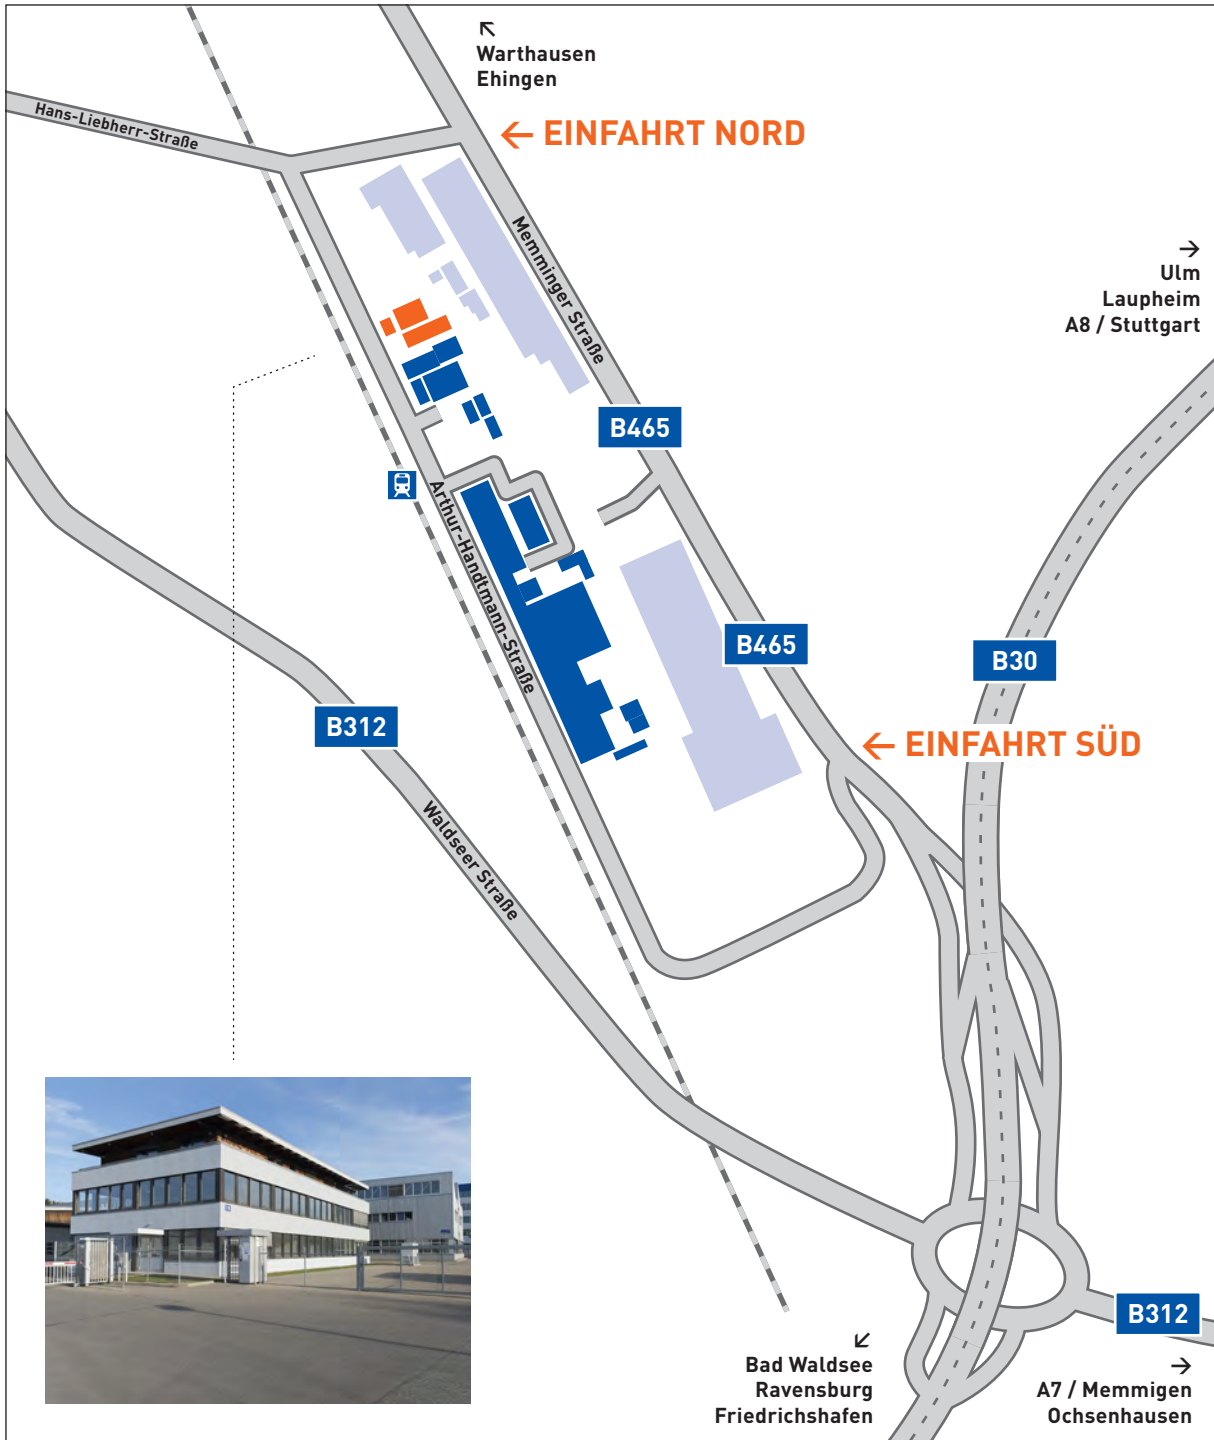 Warthausen
Ehingen
Hans-Liebherr-Straße
← EINFAHRT NORD
Memminger Straße
Ulm
Laupheim
A8 / Stuttgart
B465
Arthur-Handtmann-Straße
B465
B30
B312
← EINFAHRT SÜD
Waldseer Straße
B312
Bad Waldsee
Ravensburg
Friedrichshafen
A7 / Memmigen
Ochsenhausen